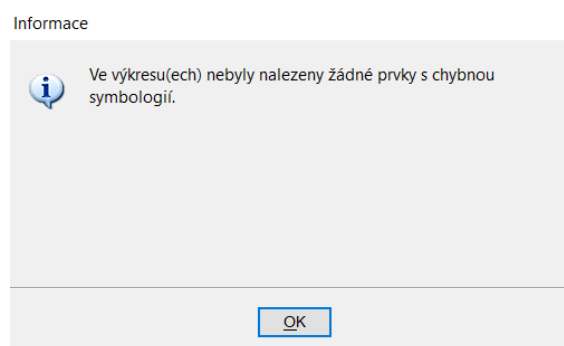 Informace
Ve výkresu(ech) nebyly nalezeny žádné prvky s chybnou
symbologií.
OK